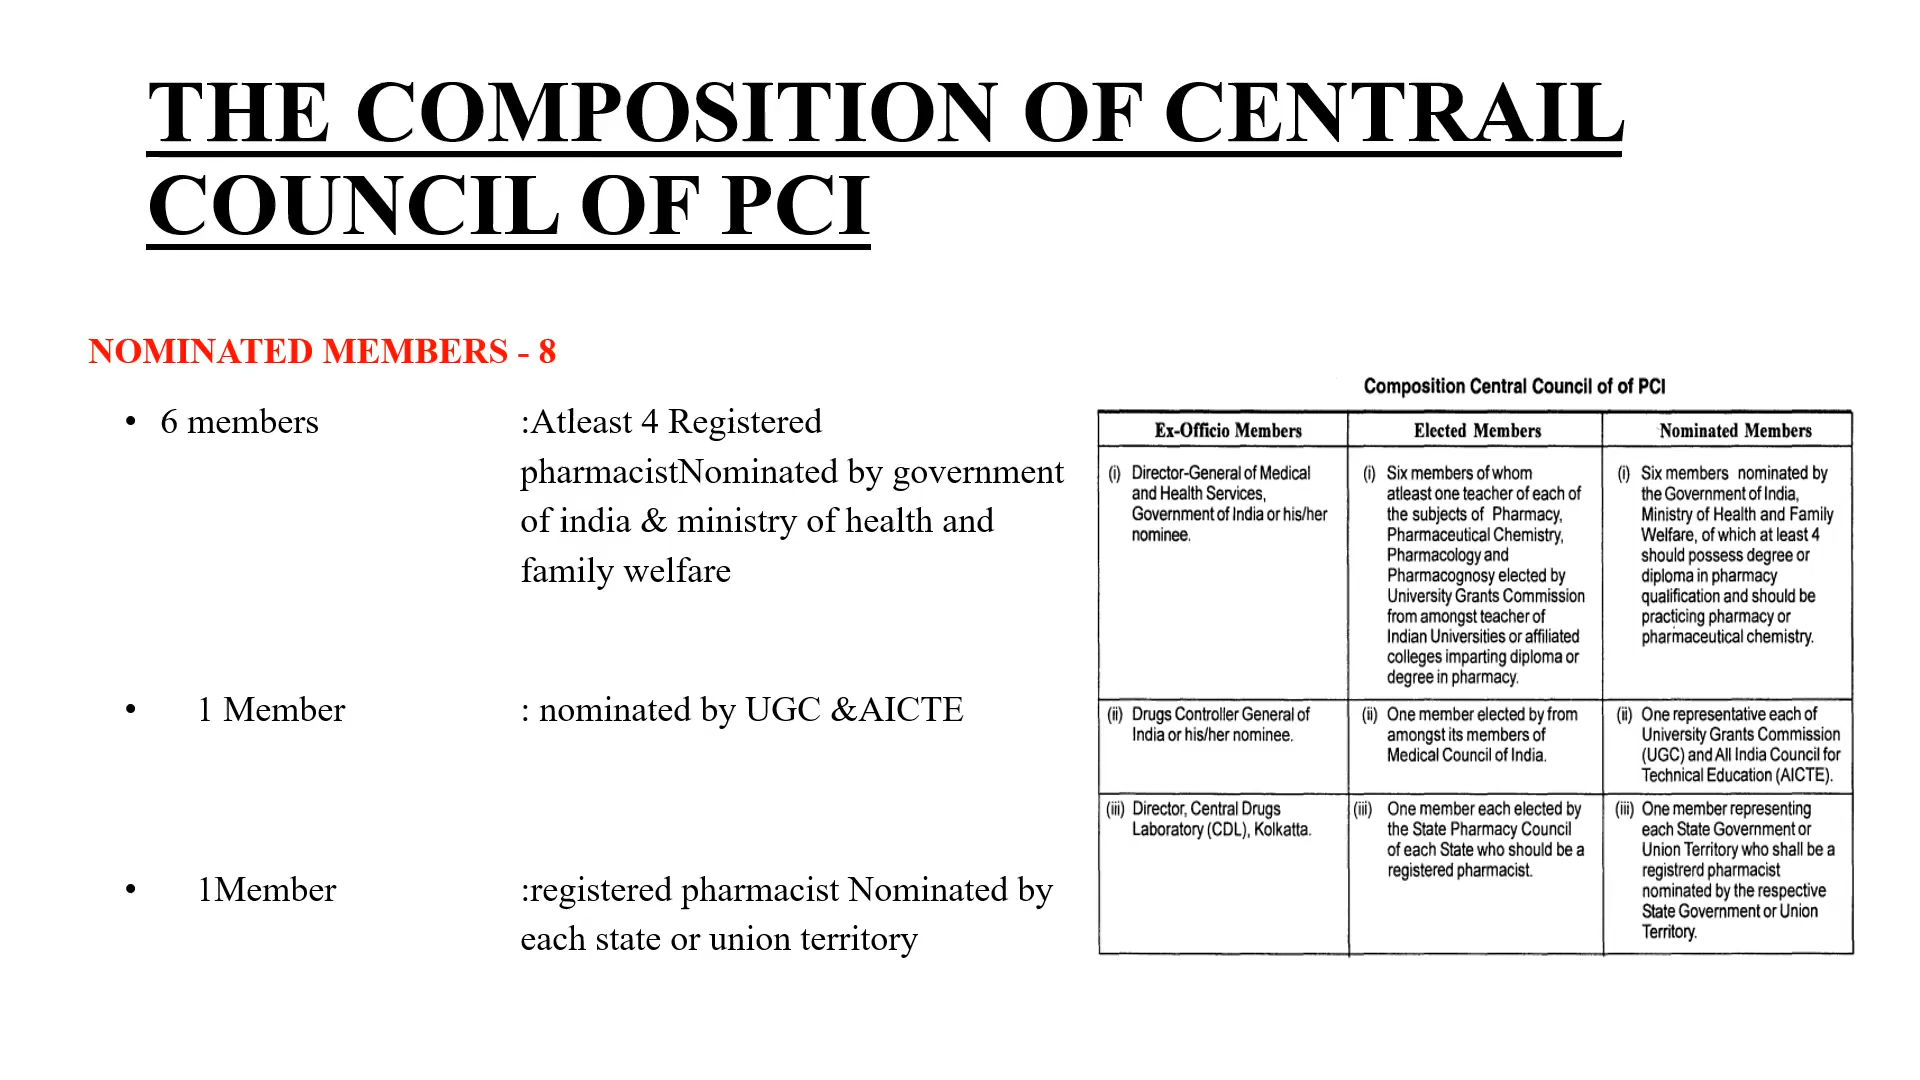 THE COMPOSITION OF CENTRAIL
COUNCIL OF PCI
NOMINATED MEMBERS - 8
• 6 members :Atleast 4 Registered
pharmacistNominated by government
of india & ministry of health and
family welfare
• 1 Member : nominated by UGC &AICTE
• 1Member :registered pharmacist Nominated by
each state or union territory
Composition Central Council of of PCI
Ex-Officio Members
Elected Members
Nominated Members
(i) Director-General of Medical
and Health Services,
Government of India or his/her
nominee.
(i) Six members of whom
atleast one teacher of each of
the subjects of Pharmacy,
Pharmaceutical Chemistry,
Pharmacology and
Pharmacognosy elected by
University Grants Commission
from amongst teacher of
Indian Universities or affiliated
colleges imparting diploma or
degree in pharmacy.
(i) Six members nominated by
the Government of India,
Ministry of Health and Family
Welfare, of which at least 4
should possess degree or
diploma in pharmacy
qualification and should be
practicing pharmacy or
pharmaceutical chemistry.
(ii) Drugs Controller General of
India or his/her nominee.
(ii) One member elected by from
amongst its members of
Medical Council of India.
(ii) One representative each of
University Grants Commission
(UGC) and All India Council for
Technical Education (AICTE).
(iii) Director, Central Drugs
Laboratory (CDL), Kolkatta.
(iii) One member each elected by
the State Pharmacy Council
of each State who should be a
registered pharmacist.
(iii) One member representing
each State Government or
Union Territory who shall be a
registrerd pharmacist
nominated by the respective
State Government or Union
Territory.